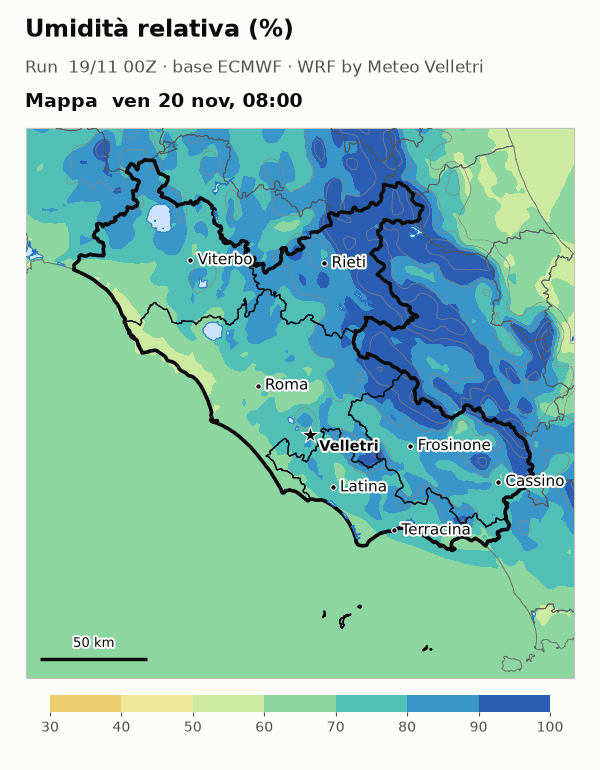 Umidità relativa (%)
Run 19/11 00Z · base ECMWF · WRF by Meteo Velletri
Mappa ven 20 nov, 08:00
Viterbo
Rieti
Roma
Velletri
Frosinone
Latina
Cassino
Terracina
50 km
30 40 50 60 70 80 90 100